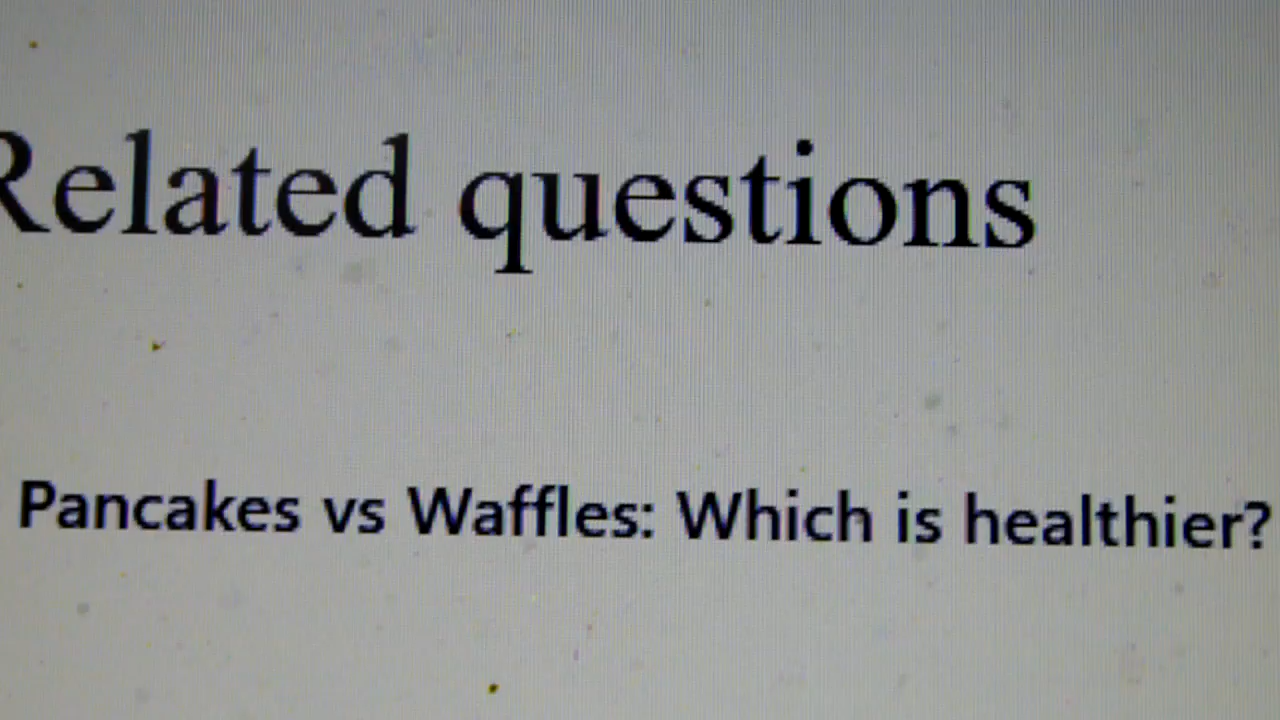 Related questions
Pancakes vs Waffles: Which is healthier?